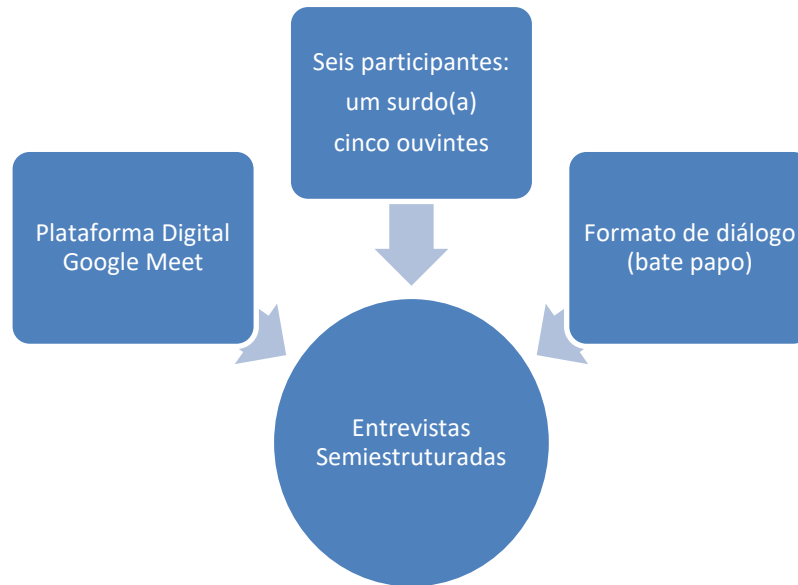 Seis participantes:
um surdo(a)
cinco ouvintes
Plataforma Digital
Google Meet
Formato de diálogo
(bate papo)
Entrevistas
Semiestruturadas